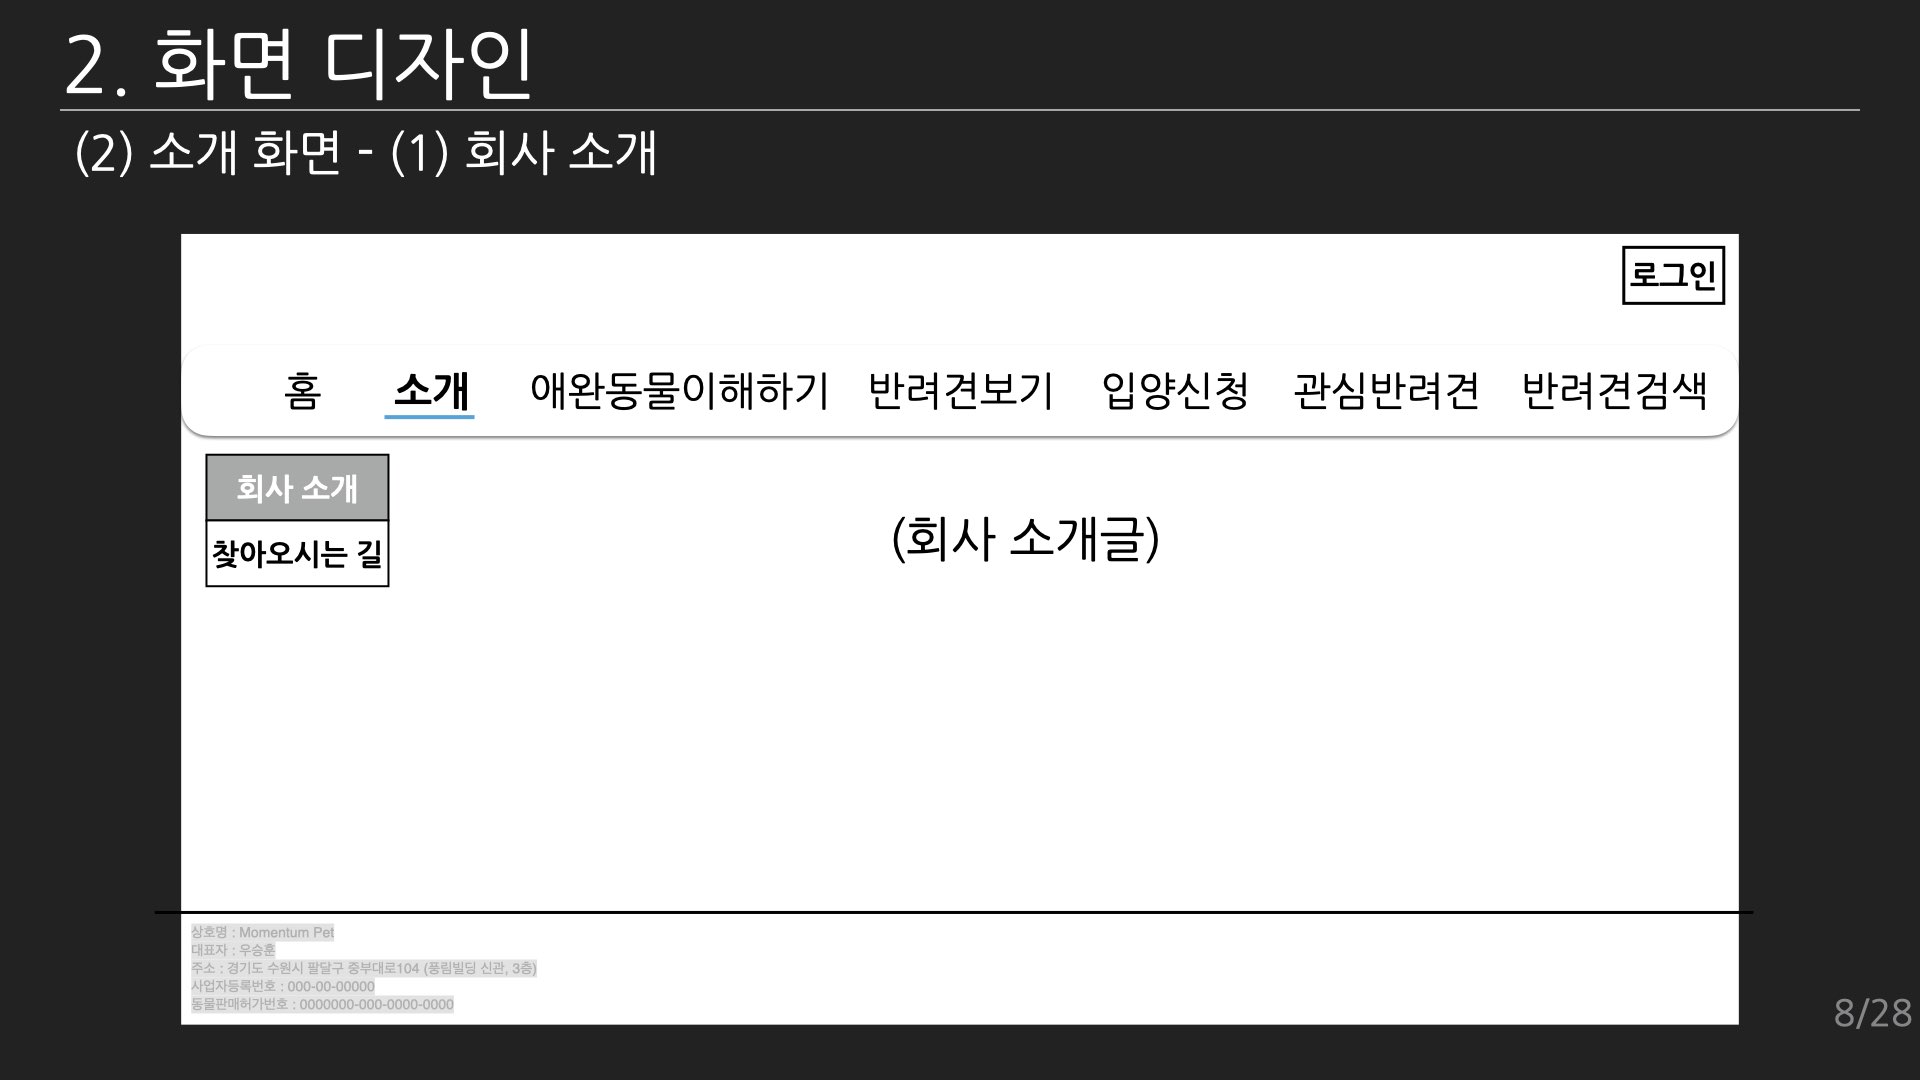 2. 화면 디자인
(2) 소개 화면 - (1) 회사 소개
로그인
홈 소개 애완동물이해하기 반려견보기 입양신청 관심반려견 반려견검색
회사 소개
찾아오시는 길
(회사 소개글)
상호명 : Momentum Pet
대표자 : 우승훈
주소 : 경기도 수원시 팔달구 중부대로104 (풍림빌딩 신관, 3층)
사업자등록번호 : 000-00-00000
동물판매허가번호 : 0000000-000-0000-0000
8/28